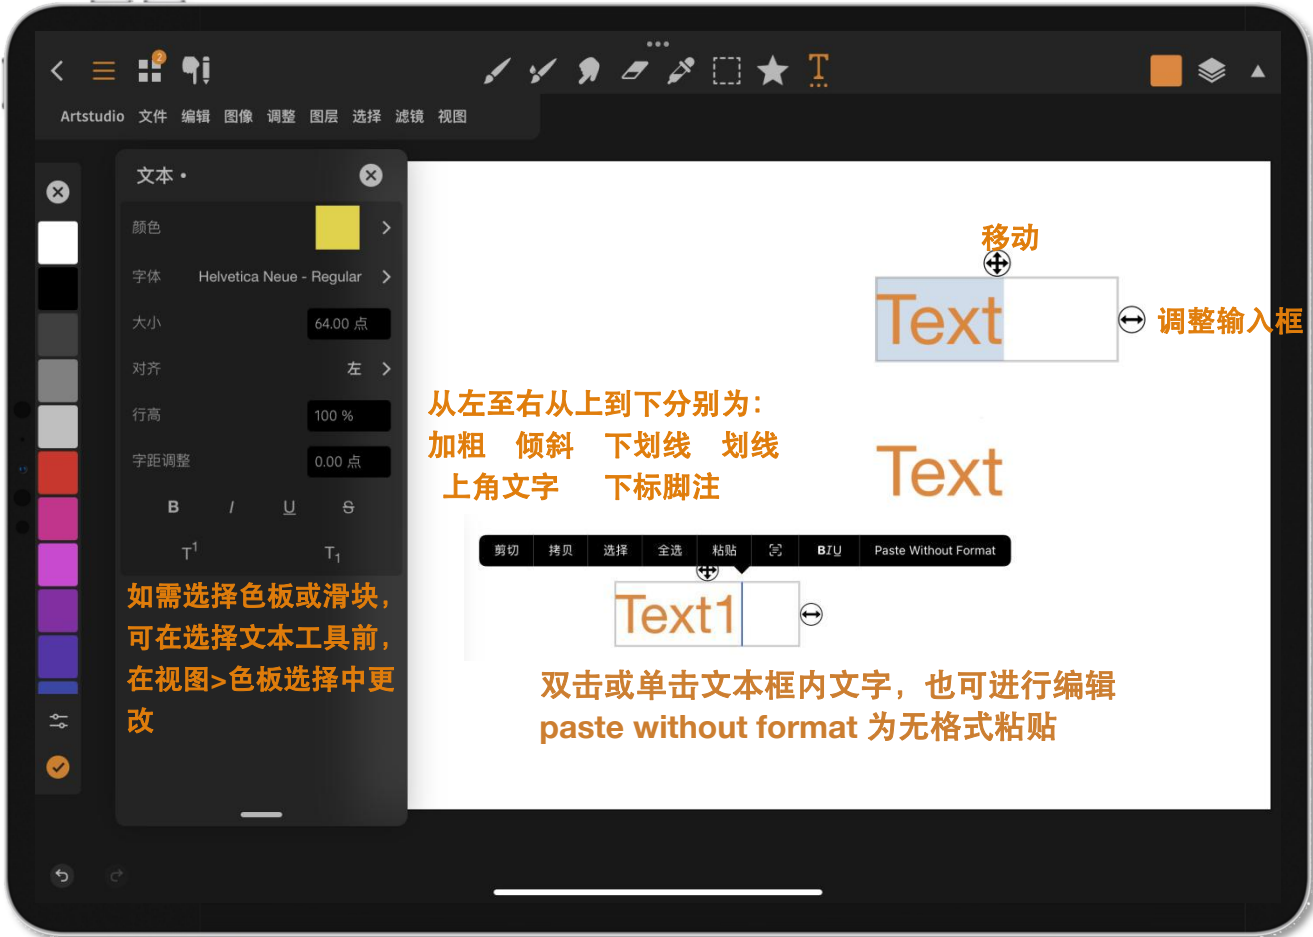 2
T
Artstudio 文件 编辑 图像 调整 图层 选择 滤镜 视图
文本 •
颜色
字体 Helvetica Neue - Regular
大小 64.00 点
对齐 左
行高 100 %
字距调整 0.00 点
B I U S
T1 T1
如需选择色板或滑块，
可在选择文本工具前，
在视图>色板选择中更
改
移动
Text
调整输入框
从左至右从上到下分别为：
加粗 倾斜 下划线 划线
上角文字 下标脚注
Text
剪切 拷贝 选择 全选 粘贴 BIU Paste Without Format
Text1
双击或单击文本框内文字，也可进行编辑
paste without format 为无格式粘贴